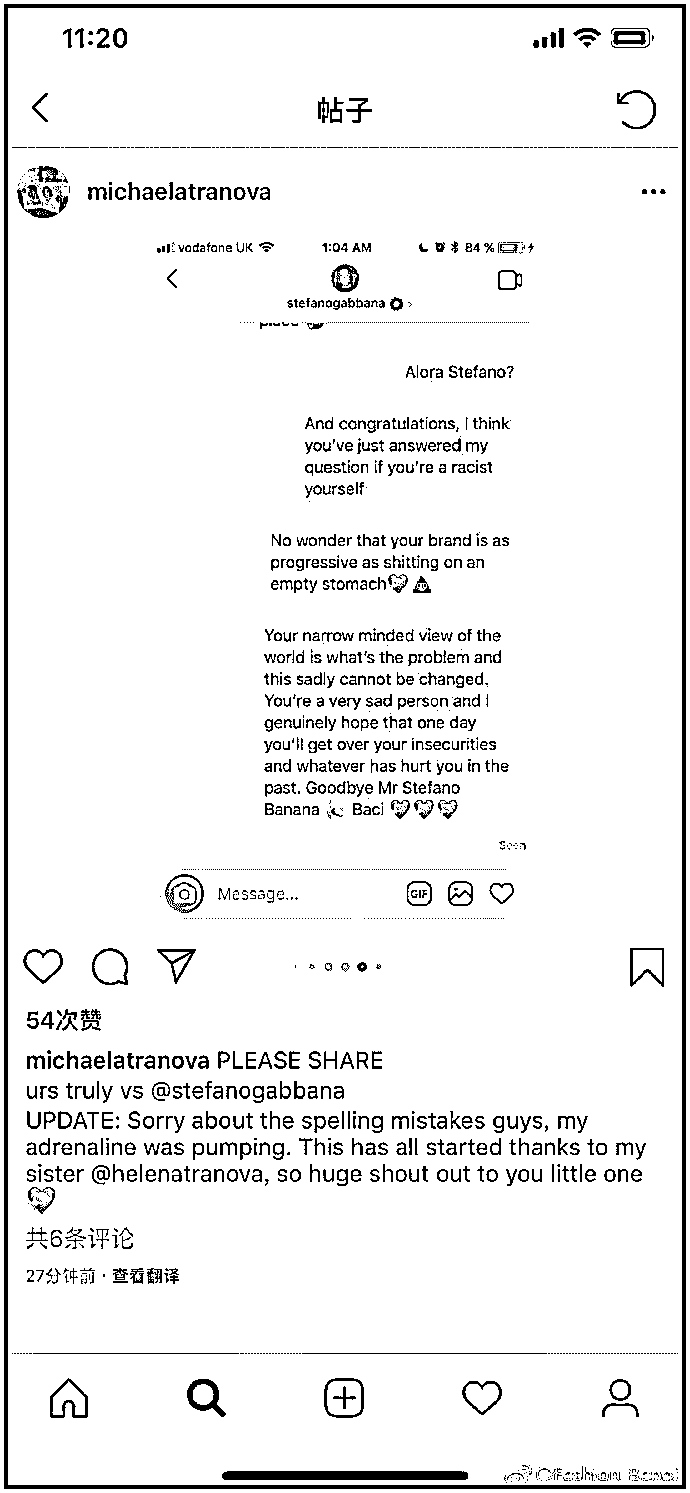 11:20
帖子
michaelatranova
vodafone UK
1:04 AM
84 %
stefanogabbana
Alora Stefano?
And congratulations, I think
you've just answered my
question if you're a racist
yourself
No wonder that your brand is as
progressive as shitting on an
empty stomach💖💩
Your narrow minded view of the
world is what's the problem and
this sadly cannot be changed.
You're a very sad person and I
genuinely hope that one day
you'll get over your insecurities
and whatever has hurt you in the
past. Goodbye Mr Stefano
Banana 🍌 Baci 💖💖💖
Seen
Message...
GIF
54次赞
michaelatranova PLEASE SHARE
urs truly vs @stefanogabbana
UPDATE: Sorry about the spelling mistakes guys, my
adrenaline was pumping. This has all started thanks to my
sister @helenatranova, so huge shout out to you little one
💖
共6条评论
27分钟前 · 查看翻译